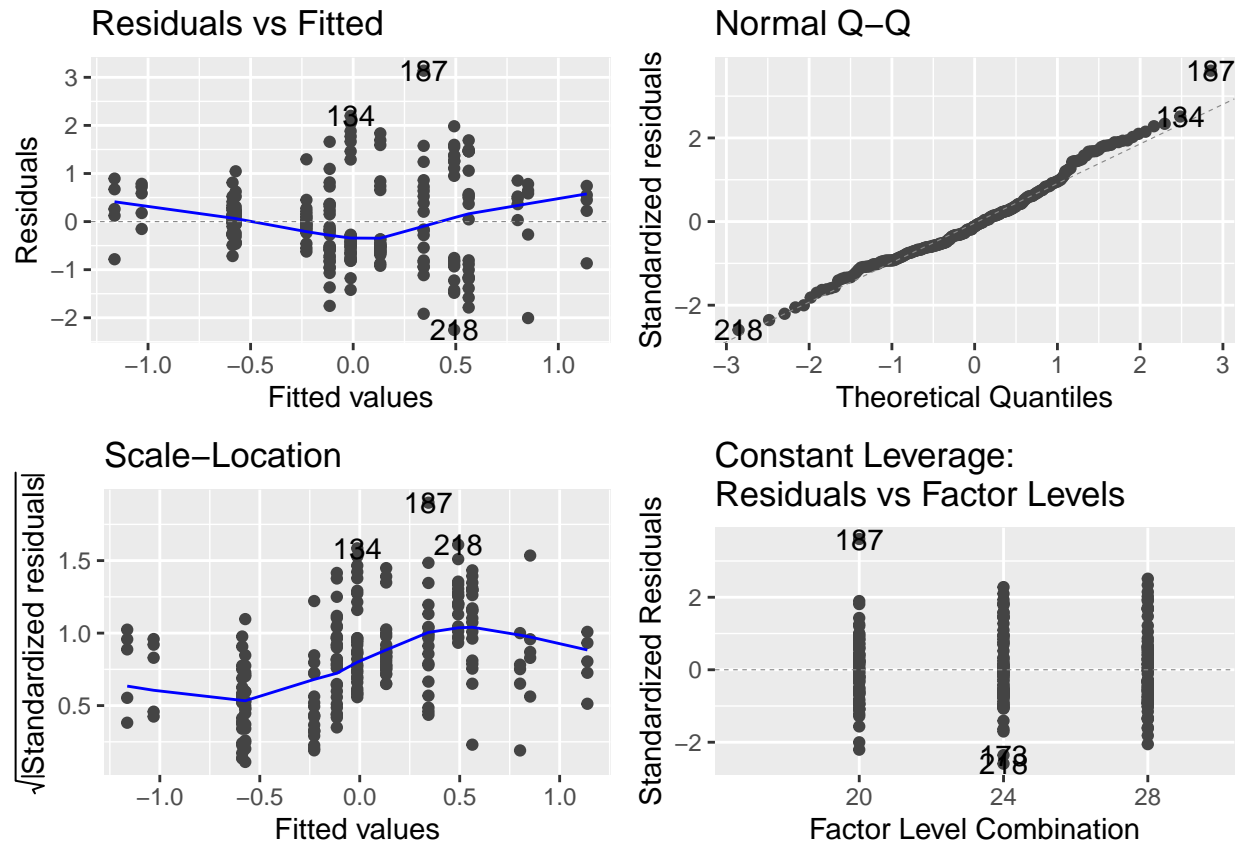 Residuals vs Fitted
187
134
218
3
2
1
0
−1
−2
−1.0 −0.5 0.0 0.5 1.0
Residuals
Fitted values
Normal Q−Q
187
134
218
2
0
−2
−3 −2 −1 0 1 2 3
Standardized residuals
Theoretical Quantiles
Scale−Location
187
134 218
1.5
1.0
0.5
−1.0 −0.5 0.0 0.5 1.0
√|Standardized residuals|
Fitted values
Constant Leverage:
Residuals vs Factor Levels
187
173
218
2
0
−2
20 24 28
Standardized Residuals
Factor Level Combination